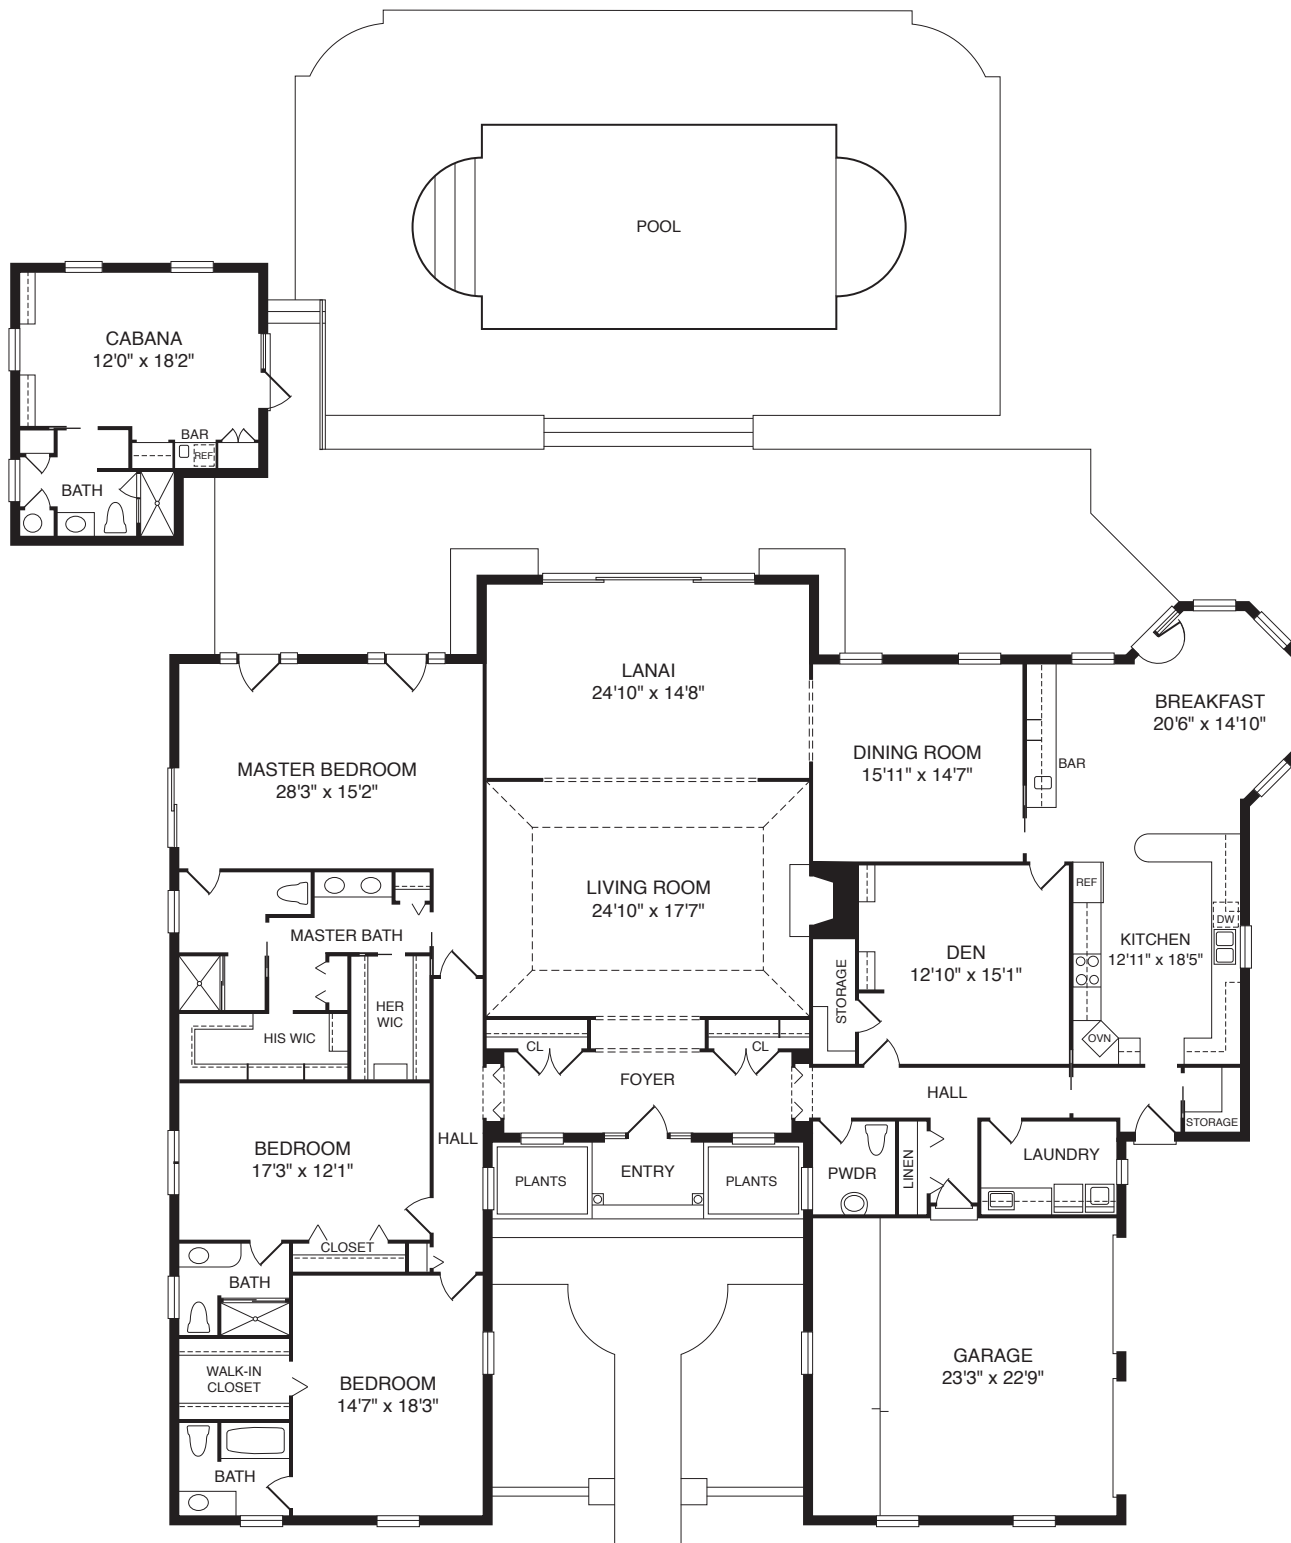 POOL
CABANA
12'0" x 18'2"
BAR
REF
BATH
LANAI
24'10" x 14'8"
BREAKFAST
20'6" x 14'10"
MASTER BEDROOM
28'3" x 15'2"
DINING ROOM
15'11" x 14'7"
BAR
LIVING ROOM
24'10" x 17'7"
REF
DW
MASTER BATH
DEN
12'10" x 15'1"
KITCHEN
12'11" x 18'5"
STORAGE
HER
WIC
HIS WIC
OVN
CL
CL
FOYER
HALL
STORAGE
HALL
BEDROOM
17'3" x 12'1"
PLANTS
ENTRY
PLANTS
PWDR
LINEN
LAUNDRY
CLOSET
BATH
WALK-IN
CLOSET
BEDROOM
14'7" x 18'3"
GARAGE
23'3" x 22'9"
BATH